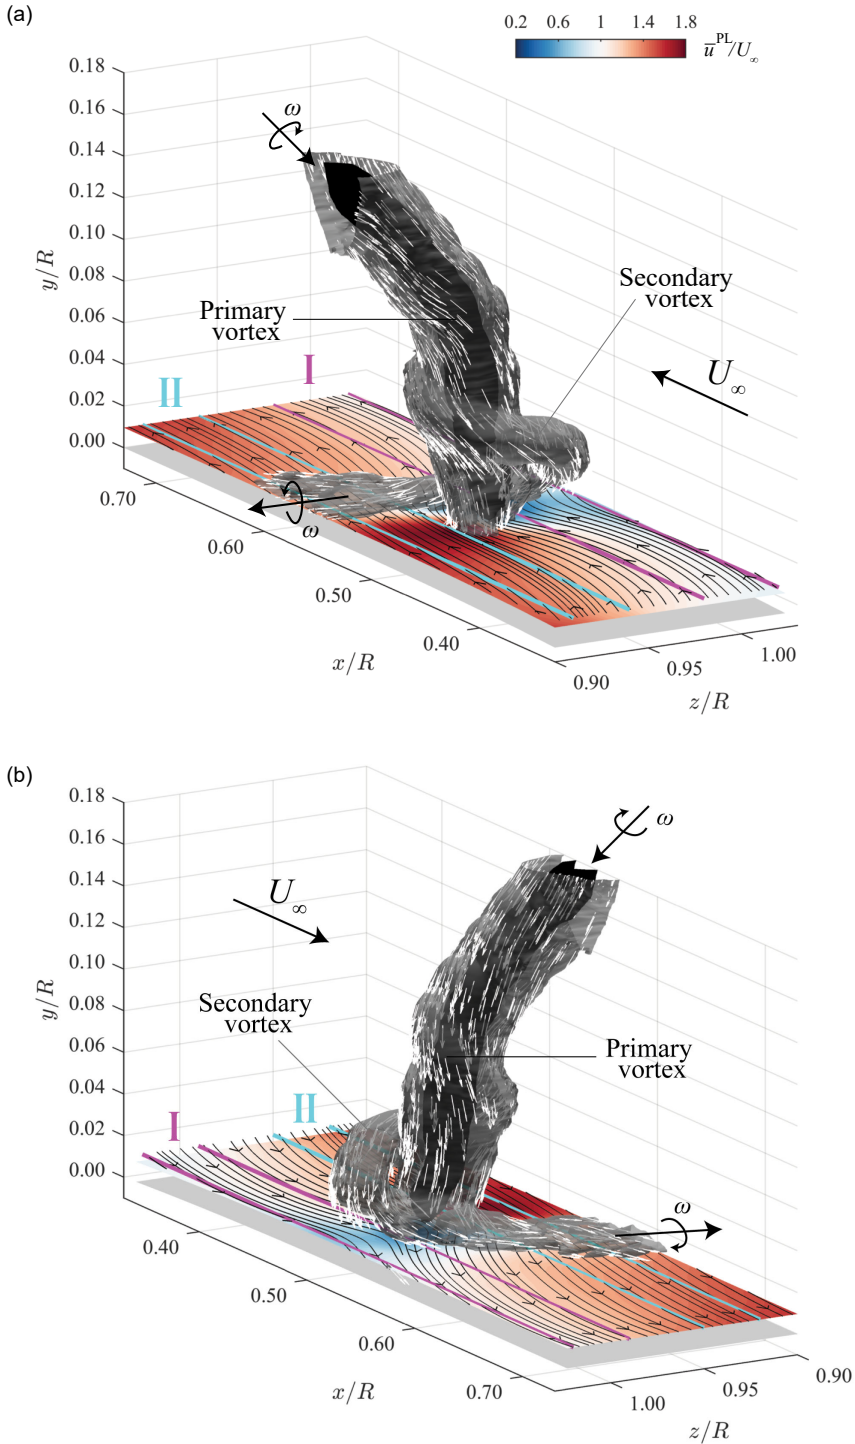 (a)
0.2 0.6 1 1.4 1.8
u̅ᴾᴸ/U∞
0.18
0.16
0.14
0.12
0.10
0.08
0.06
0.04
0.02
0.00
y/R
ω
Primary
vortex
Secondary
vortex
U∞
I
II
ω
0.70
0.60
0.50
0.40
x/R
0.90
0.95
1.00
z/R
(b)
0.18
0.16
0.14
0.12
0.10
0.08
0.06
0.04
0.02
0.00
y/R
ω
U∞
Secondary
vortex
Primary
vortex
I
II
ω
0.40
0.50
0.60
0.70
x/R
1.00
0.95
0.90
z/R